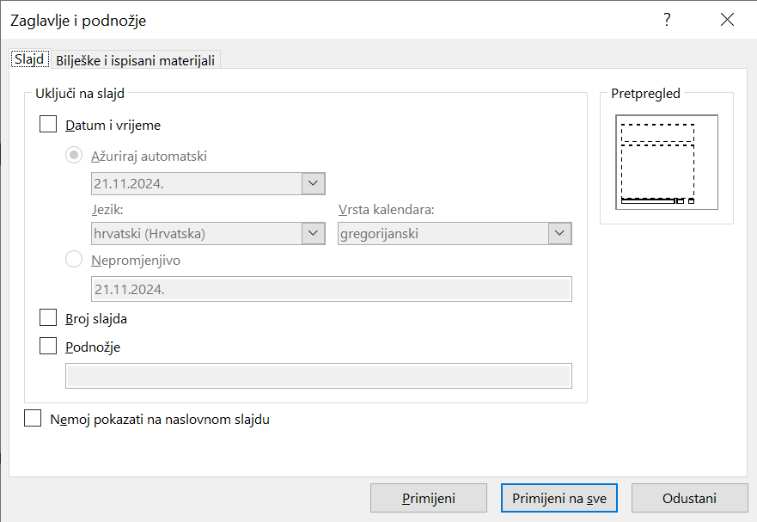 Zaglavlje i podnožje
Slajd Bilješke i ispisani materijali
Uključi na slajd
Pretpregled
Datum i vrijeme
Ažuriraj automatski
21.11.2024.
Jezik: Vrsta kalendara:
hrvatski (Hrvatska) gregorijanski
Nepromjenjivo
21.11.2024.
Broj slajda
Podnožje
Nemoj pokazati na naslovnom slajdu
Primijeni Primijeni na sve Odustani